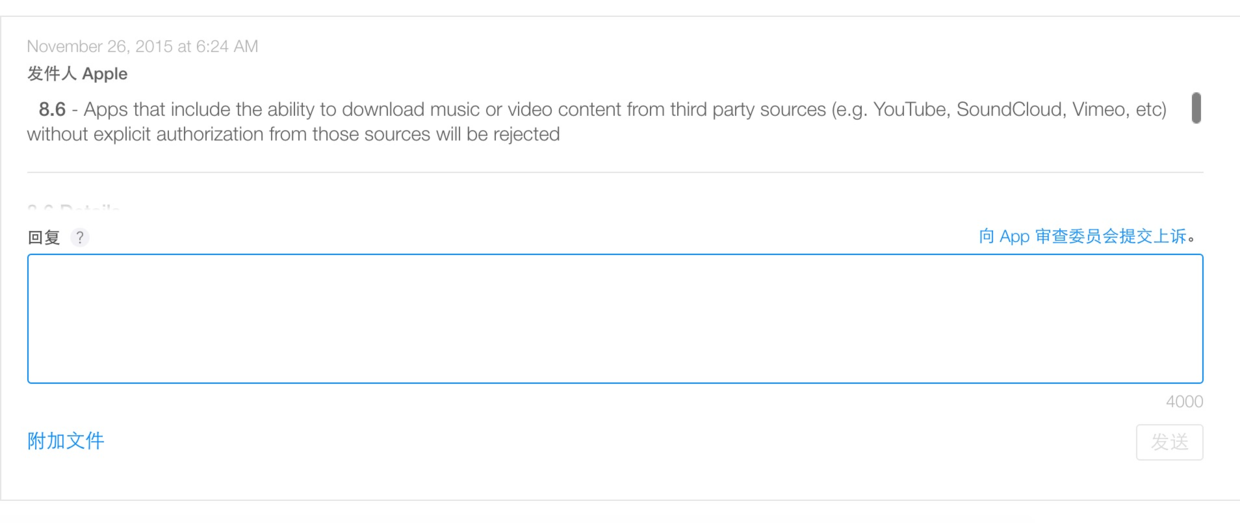 November 26, 2015 at 6:24 AM
发件人 Apple
8.6 - Apps that include the ability to download music or video content from third party sources (e.g. YouTube, SoundCloud, Vimeo, etc)
without explicit authorization from those sources will be rejected
8.6 Details
回复 ?
向 App 审查委员会提交上诉。
4000
附加文件
发送